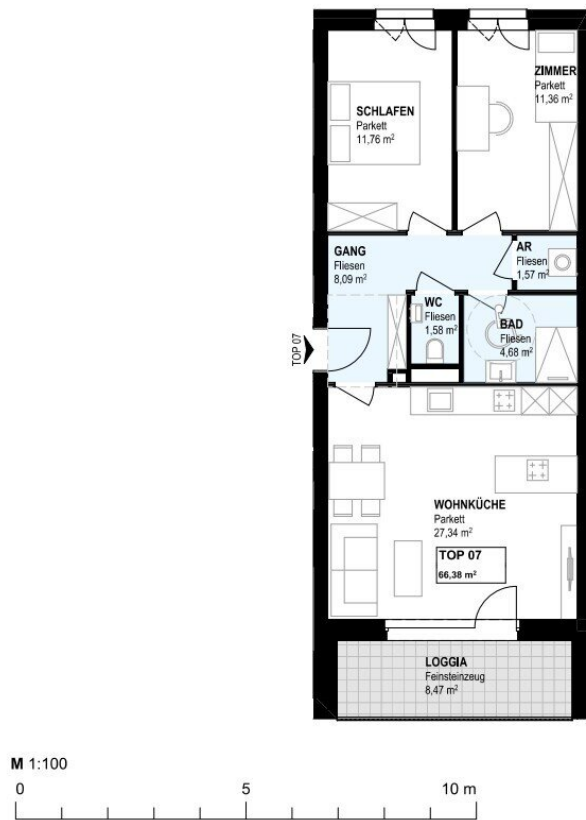 SCHLAFEN
Parkett
11,76 m²
ZIMMER
Parkett
11,36 m²
GANG
Fliesen
8,09 m²
AR
Fliesen
1,57 m²
WC
Fliesen
1,58 m²
BAD
Fliesen
4,68 m²
TOP 07
WOHNKÜCHE
Parkett
27,34 m²
TOP 07
66,38 m²
LOGGIA
Feinsteinzeug
8,47 m²
M 1:100
0 5 10 m